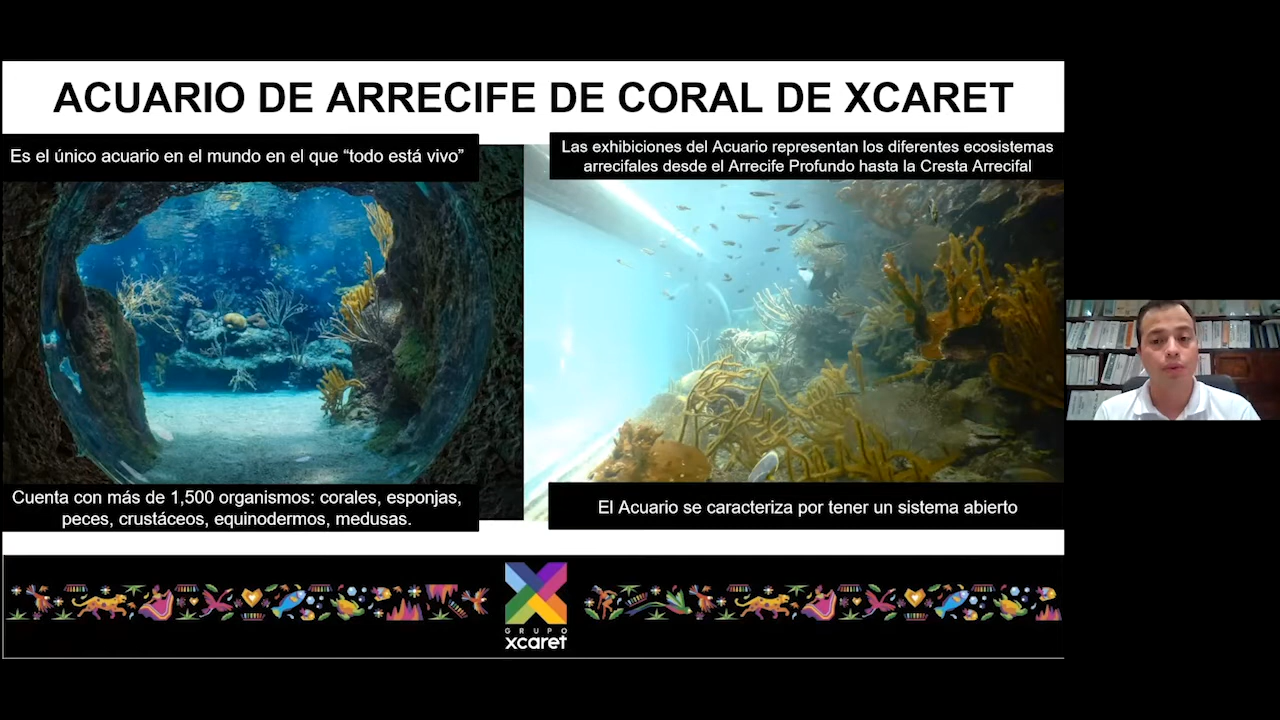 ACUARIO DE ARRECIFE DE CORAL DE XCARET
Es el único acuario en el mundo en el que “todo está vivo”
Las exhibiciones del Acuario representan los diferentes ecosistemas
arrecifales desde el Arrecife Profundo hasta la Cresta Arrecifal
Cuenta con más de 1,500 organismos: corales, esponjas,
peces, crustáceos, equinodermos, medusas.
El Acuario se caracteriza por tener un sistema abierto
GRUPO
xcaret